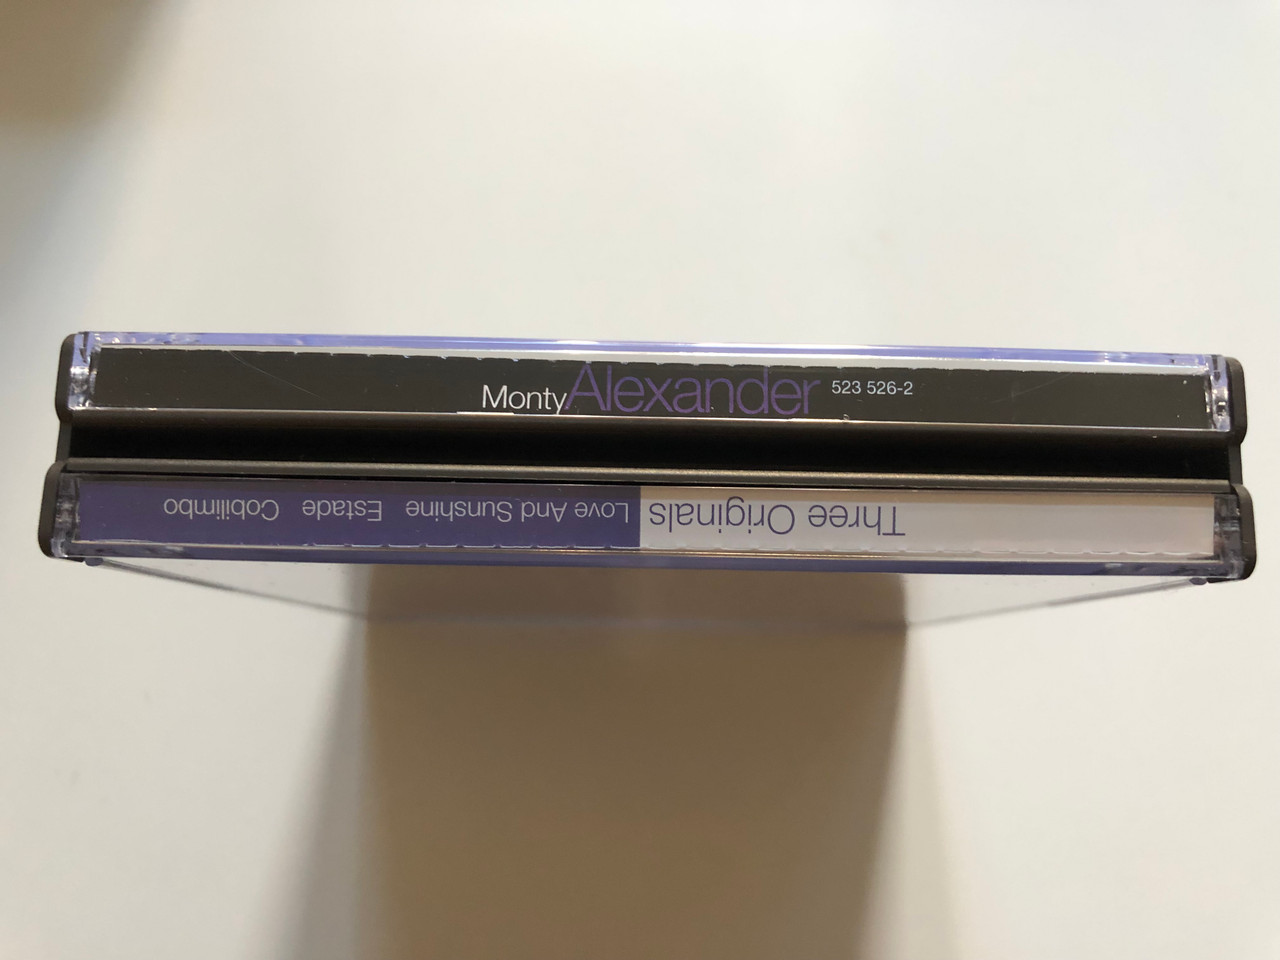 Monty Alexander 523 526-2
Three Originals Love And Sunshine Estade Cobilimbo